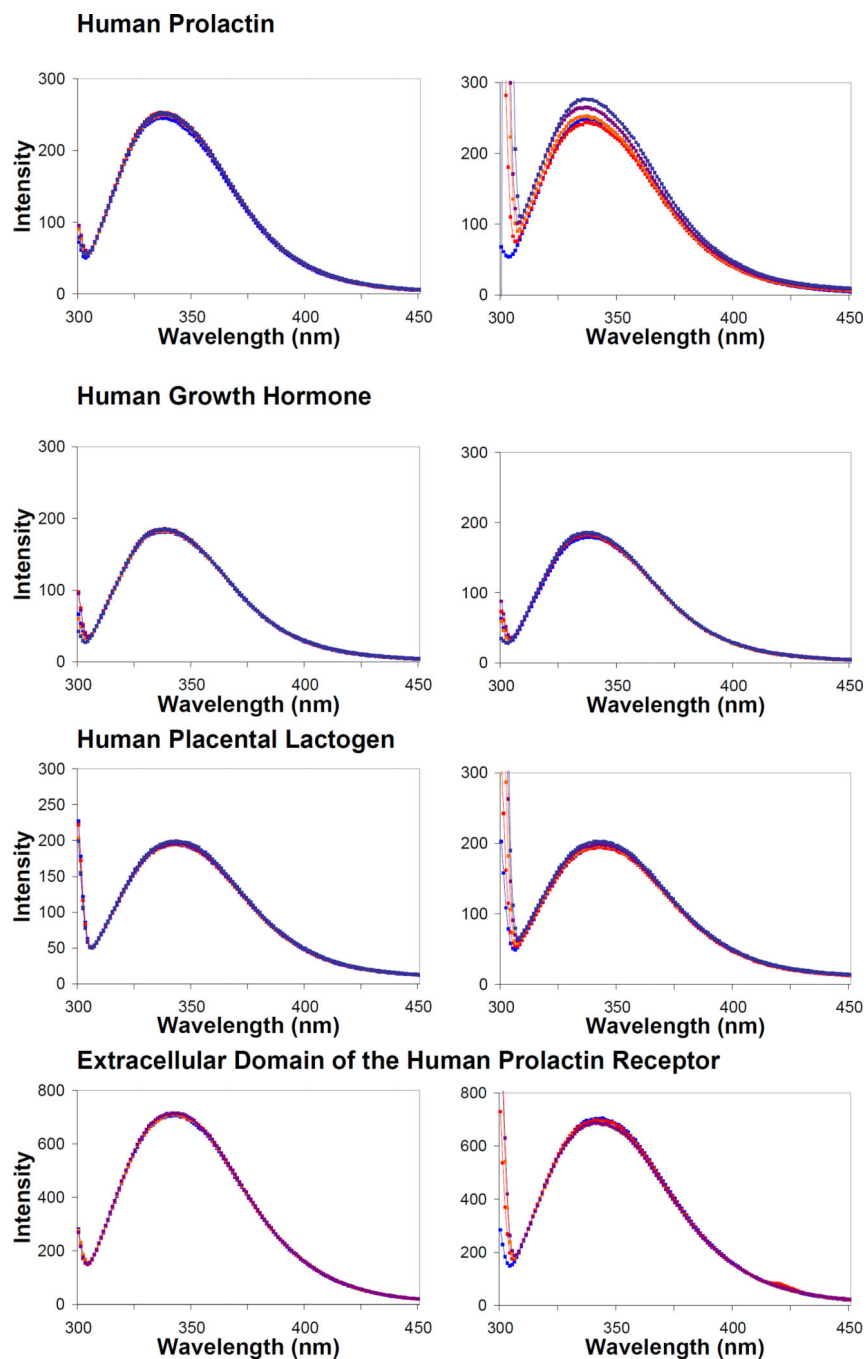 Human Prolactin
300
200
100
0
300 350 400 450
Intensity
Wavelength (nm)
300
250
200
150
100
50
0
300 350 400 450
Wavelength (nm)
Human Growth Hormone
300
200
100
0
300 350 400 450
Intensity
Wavelength (nm)
300
200
100
0
300 350 400 450
Wavelength (nm)
Human Placental Lactogen
300
250
200
150
100
50
0
300 350 400 450
Intensity
Wavelength (nm)
300
200
100
0
300 350 400 450
Wavelength (nm)
Extracellular Domain of the Human Prolactin Receptor
800
600
400
200
0
300 350 400 450
Intensity
Wavelength (nm)
800
600
400
200
0
300 350 400 450
Wavelength (nm)